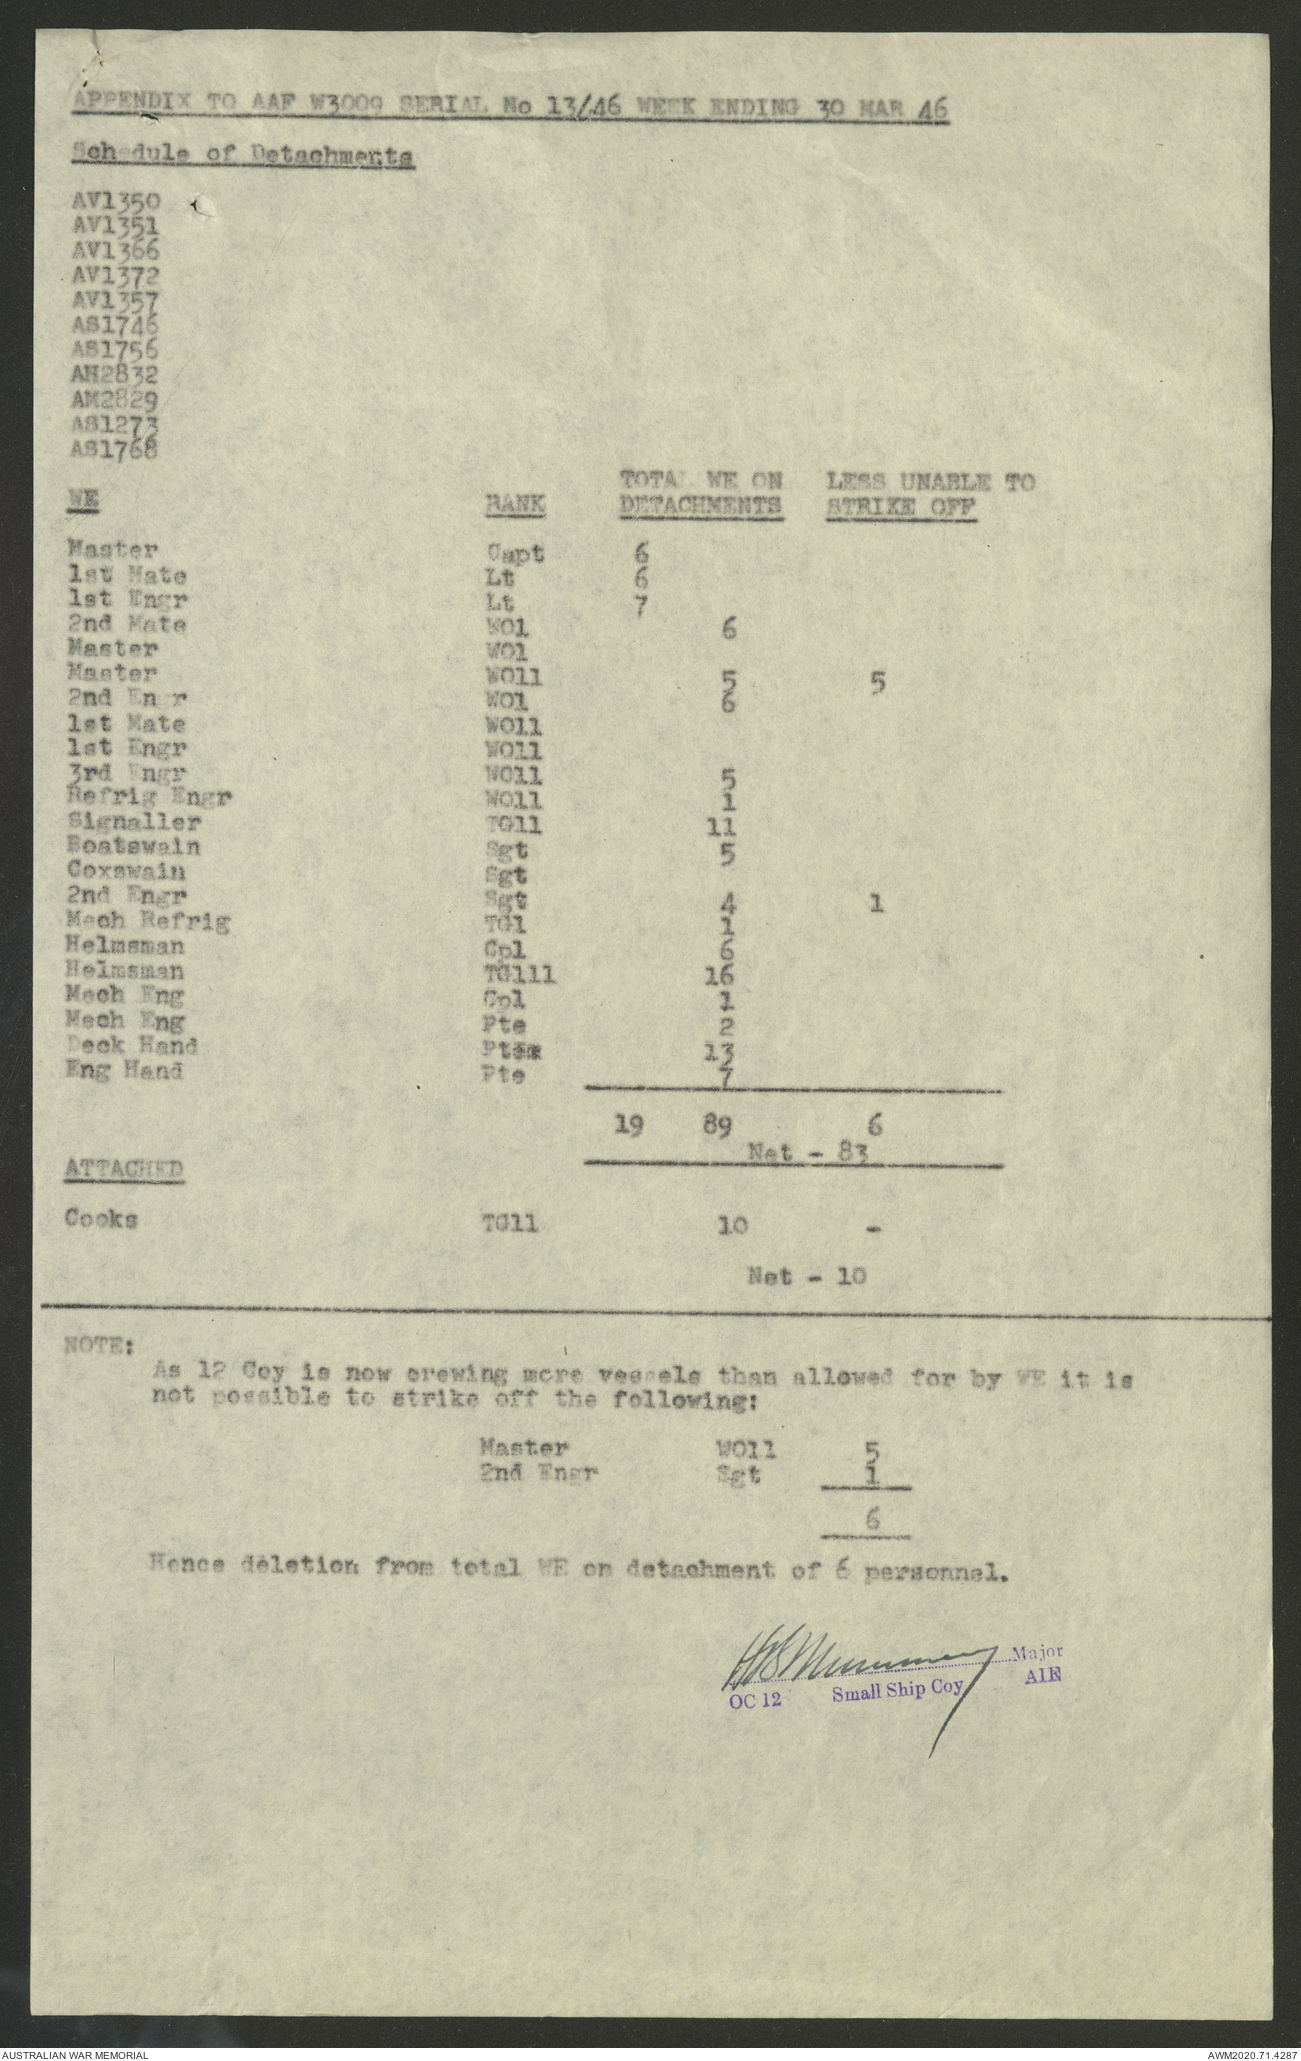 APPENDIX TO AAF W3009 SERIAL No 13/46 WEEK ENDING 30 MAR 46
Schedule of Detachments
AV1350
AV1351
AV1366
AV1372
AV1357
AS1746
AS1756
AH2832
AM2829
AS1273
AS1768
TOTAL WE ON LESS UNABLE TO
WE RANK DETACHMENTS STRIKE OFF
Master Capt 6
1st Mate Lt 6
1st Engr Lt 7
2nd Mate WO1 6
Master WO1
Master WO11 5 5
2nd Engr WO1 6
1st Mate WO11
1st Engr WO11
3rd Engr WO11 5
Refrig Engr WO11 1
Signaller TG11 11
Boatswain Sgt 5
Coxswain Sgt
2nd Engr Sgt 4 1
Mech Refrig TG1 1
Helmsman Cpl 6
Helmsman TG111 16
Mech Eng Cpl 1
Mech Eng Pte 2
Deck Hand Pte 13
Eng Hand Pte 7
19 89 6
Net - 83
ATTACHED
Cooks TG11 10 -
Net - 10
NOTE:
As 12 Coy is now crewing more vessels than allowed for by WE it is
not possible to strike off the following:
Master WO11 5
2nd Engr Sgt 1
6
Hence deletion from total WE on detachment of 6 personnel.
Major
OC 12 Small Ship Coy AIF
AUSTRALIAN WAR MEMORIAL AWM2020.71.4287